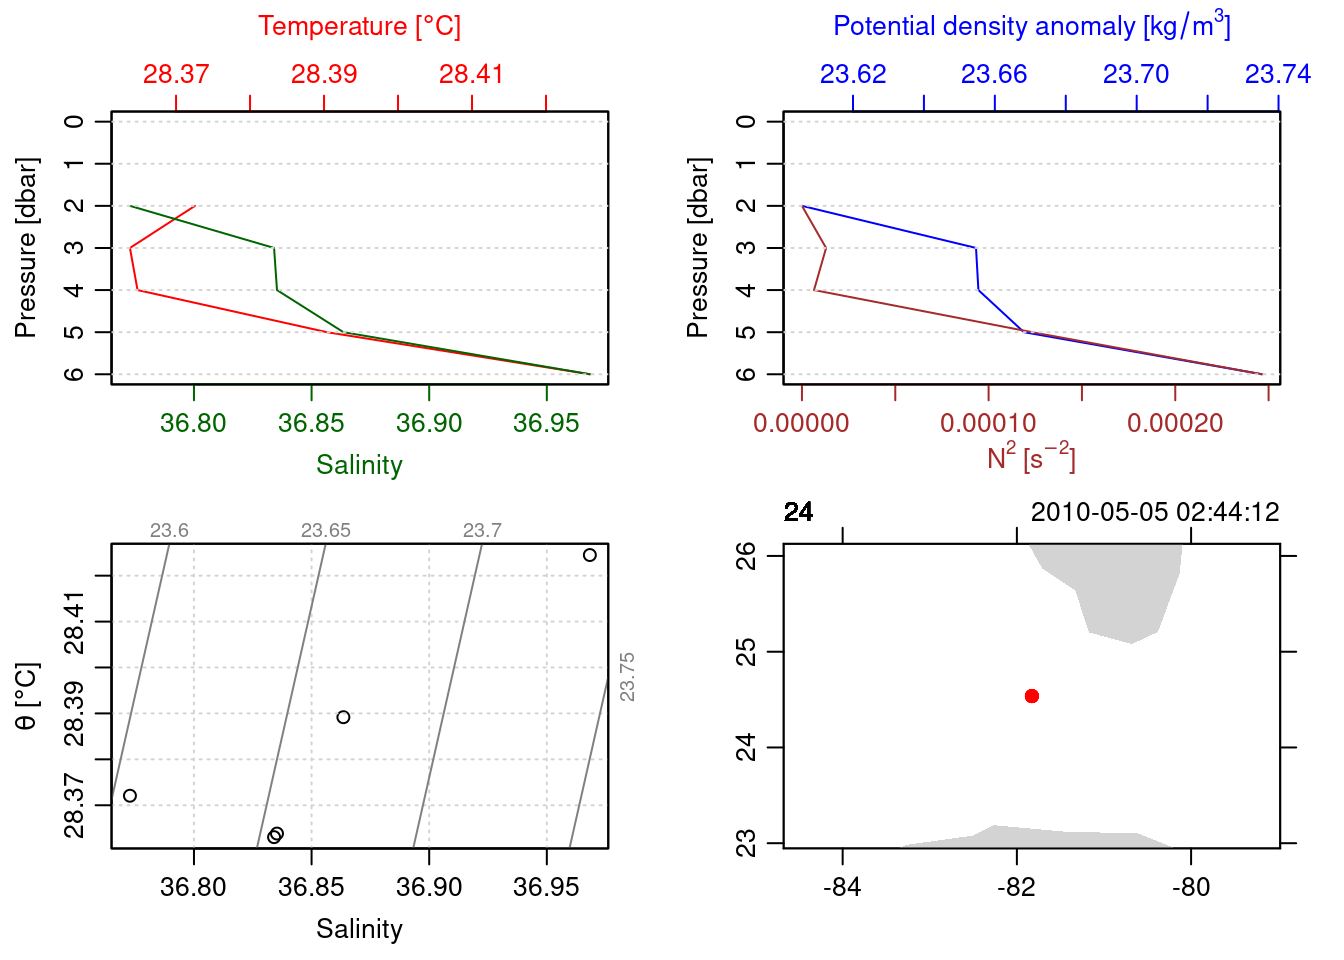 Temperature [°C]
28.37 28.39 28.41
0
1
2
3
4
5
6
Pressure [dbar]
36.80 36.85 36.90 36.95
Salinity
Potential density anomaly [kg/m³]
23.62 23.66 23.70 23.74
0
1
2
3
4
5
6
Pressure [dbar]
0.00000 0.00010 0.00020
N² [s⁻²]
23.6 23.65 23.7
23.75
28.41
28.39
28.37
θ [°C]
36.80 36.85 36.90 36.95
Salinity
24 2010-05-05 02:44:12
26
25
24
23
-84 -82 -80